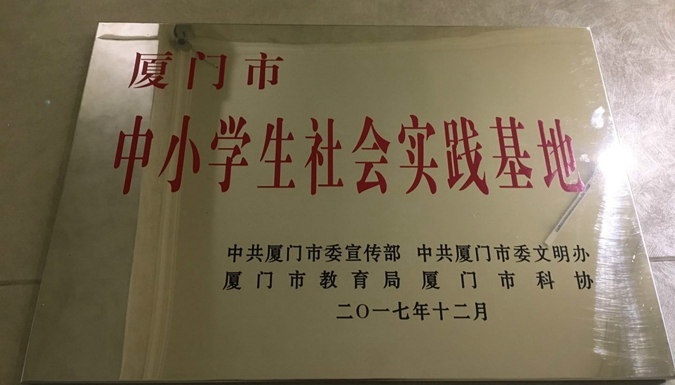 厦门市
中小学生社会实践基地
中共厦门市委宣传部 中共厦门市委文明办
厦门市教育局 厦门市科协
二〇一七年十二月